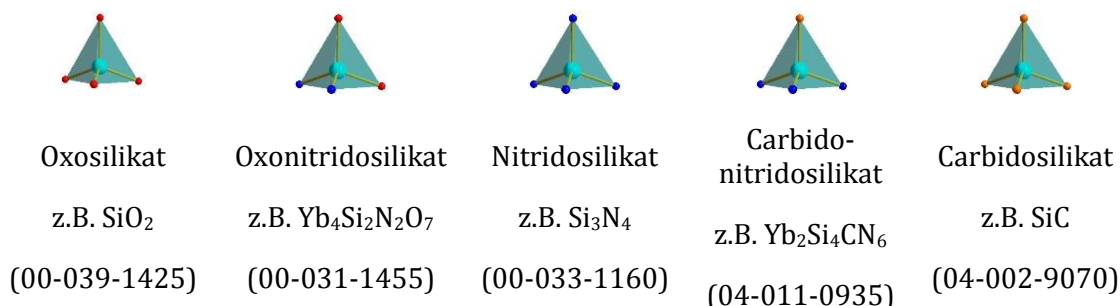 Oxosilikat
z.B. SiO₂
(00-039-1425)
Oxonitridosilikat
z.B. Yb₄Si₂N₂O₇
(00-031-1455)
Nitridosilikat
z.B. Si₃N₄
(00-033-1160)
Carbido-
nitridosilikat
z.B. Yb₂Si₄CN₆
(04-011-0935)
Carbidosilikat
z.B. SiC
(04-002-9070)